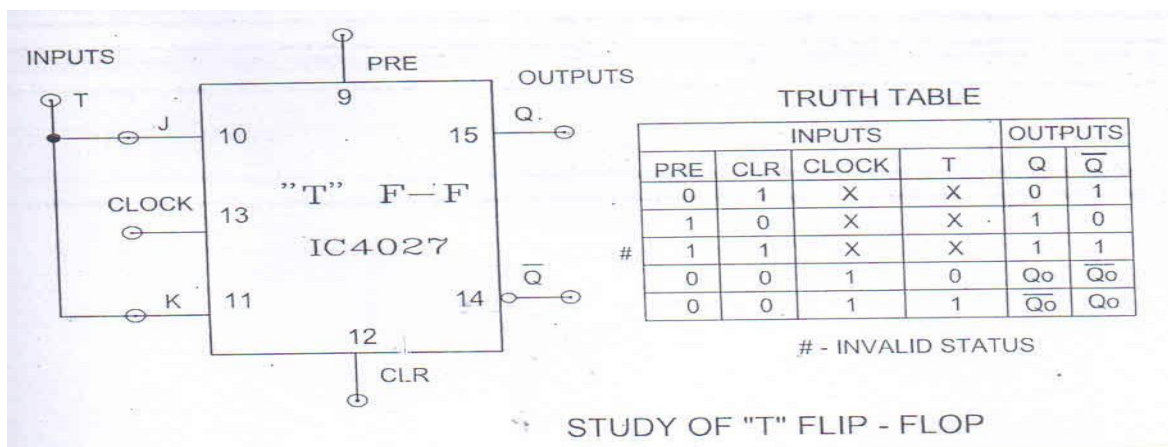 INPUTS
T
J
CLOCK
K
PRE
9
10
15
13
11
14
12
"T" F-F
IC4027
CLR
OUTPUTS
Q
Q̅
TRUTH TABLE
INPUTS OUTPUTS
PRE CLR CLOCK T Q Q̅
0 1 X X 0 1
1 0 X X 1 0
# 1 1 X X 1 1
0 0 1 0 Qo Q̅o̅
0 0 1 1 Q̅o̅ Qo
# - INVALID STATUS
STUDY OF "T" FLIP - FLOP